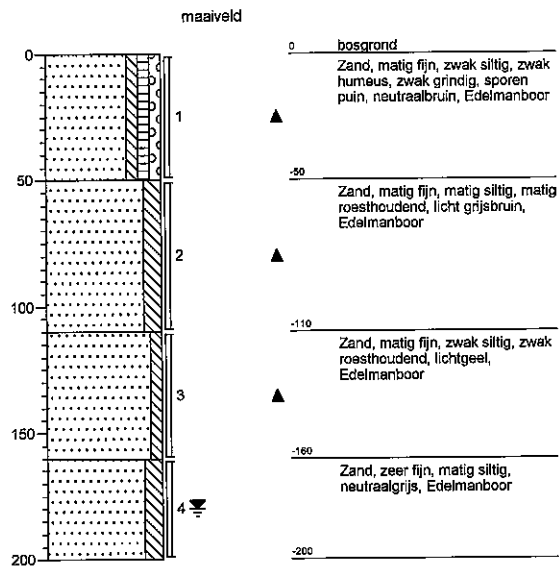 maaiveld
0
50
100
150
200
1
2
3
4
0
bosgrond
Zand, matig fijn, zwak siltig, zwak
humeus, zwak grindig, sporen
puin, neutraalbruin, Edelmanboor
-50
Zand, matig fijn, matig siltig, matig
roesthoudend, licht grijsbruin,
Edelmanboor
-110
Zand, matig fijn, zwak siltig, zwak
roesthoudend, lichtgeel,
Edelmanboor
-160
Zand, zeer fijn, matig siltig,
neutraalgrijs, Edelmanboor
-200